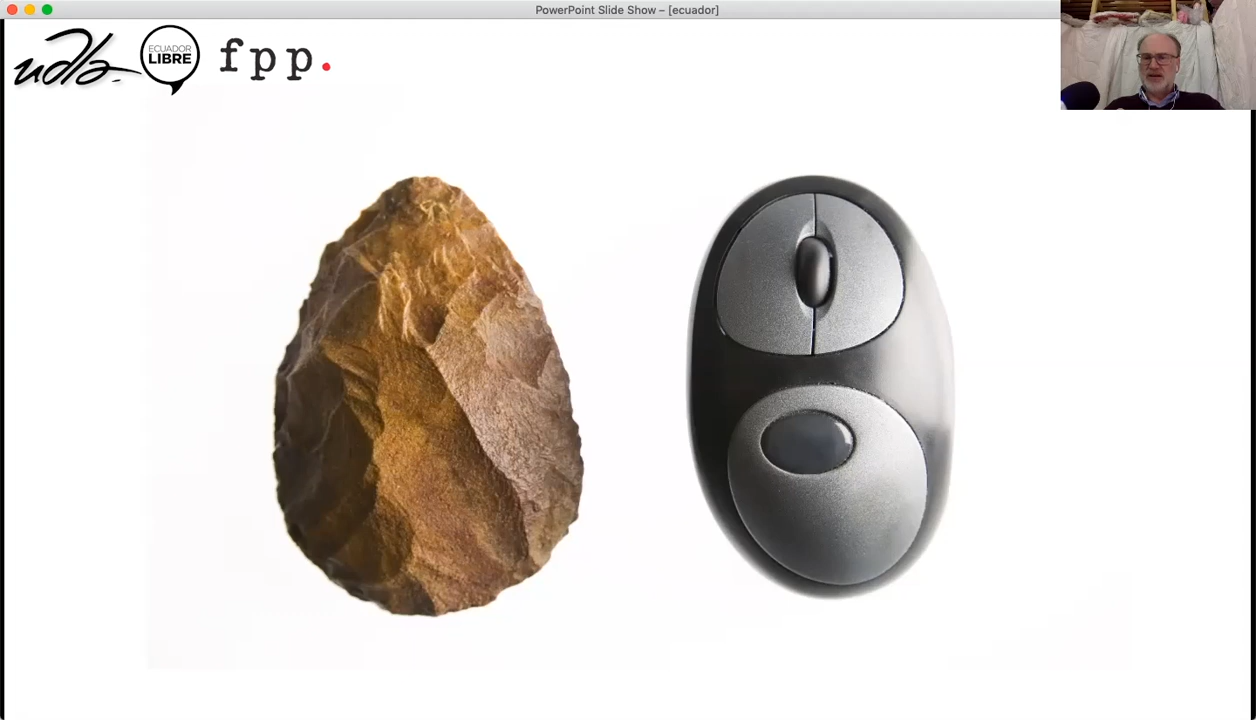 PowerPoint Slide Show – [ecuador]
udla-.
ECUADOR
LIBRE
fpp.